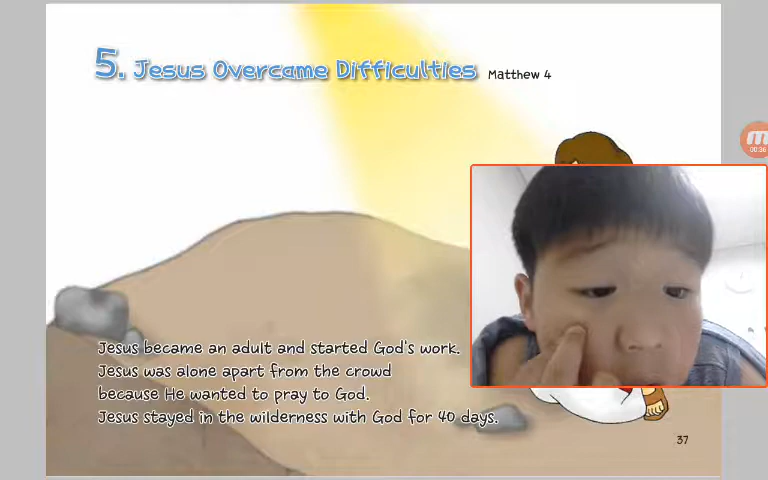 5. Jesus Overcame Difficulties Matthew 4
00:36
Jesus became an adult and started God's work.
Jesus was alone apart from the crowd
because He wanted to pray to God.
Jesus stayed in the wilderness with God for 40 days.
37